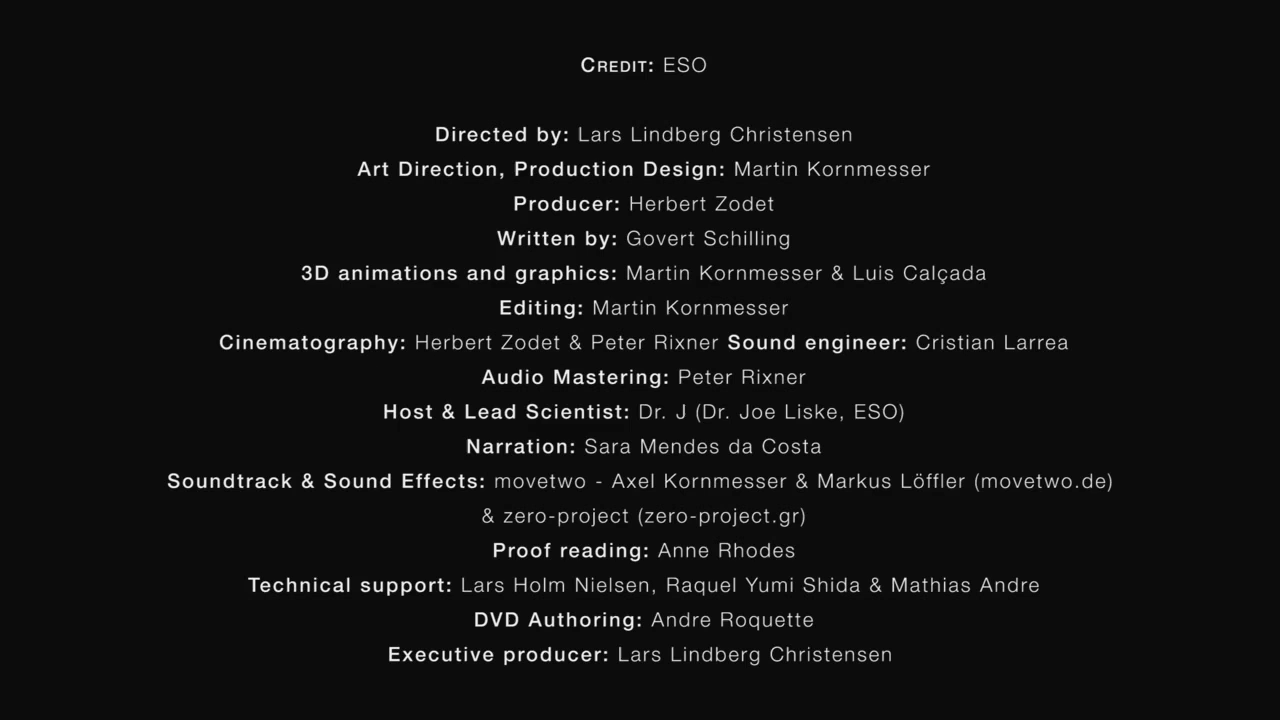 CREDIT: ESO
Directed by: Lars Lindberg Christensen
Art Direction, Production Design: Martin Kornmesser
Producer: Herbert Zodet
Written by: Govert Schilling
3D animations and graphics: Martin Kornmesser & Luis Calçada
Editing: Martin Kornmesser
Cinematography: Herbert Zodet & Peter Rixner Sound engineer: Cristian Larrea
Audio Mastering: Peter Rixner
Host & Lead Scientist: Dr. J (Dr. Joe Liske, ESO)
Narration: Sara Mendes da Costa
Soundtrack & Sound Effects: movetwo - Axel Kornmesser & Markus Löffler (movetwo.de)
& zero-project (zero-project.gr)
Proof reading: Anne Rhodes
Technical support: Lars Holm Nielsen, Raquel Yumi Shida & Mathias Andre
DVD Authoring: Andre Roquette
Executive producer: Lars Lindberg Christensen